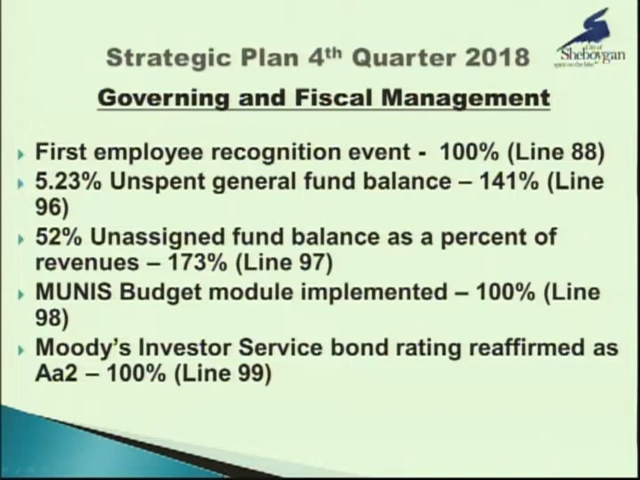 City of
Sheboygan
spirit on the lake
Strategic Plan 4th Quarter 2018
Governing and Fiscal Management
First employee recognition event - 100% (Line 88)
5.23% Unspent general fund balance – 141% (Line
96)
52% Unassigned fund balance as a percent of
revenues – 173% (Line 97)
MUNIS Budget module implemented – 100% (Line
98)
Moody's Investor Service bond rating reaffirmed as
Aa2 – 100% (Line 99)